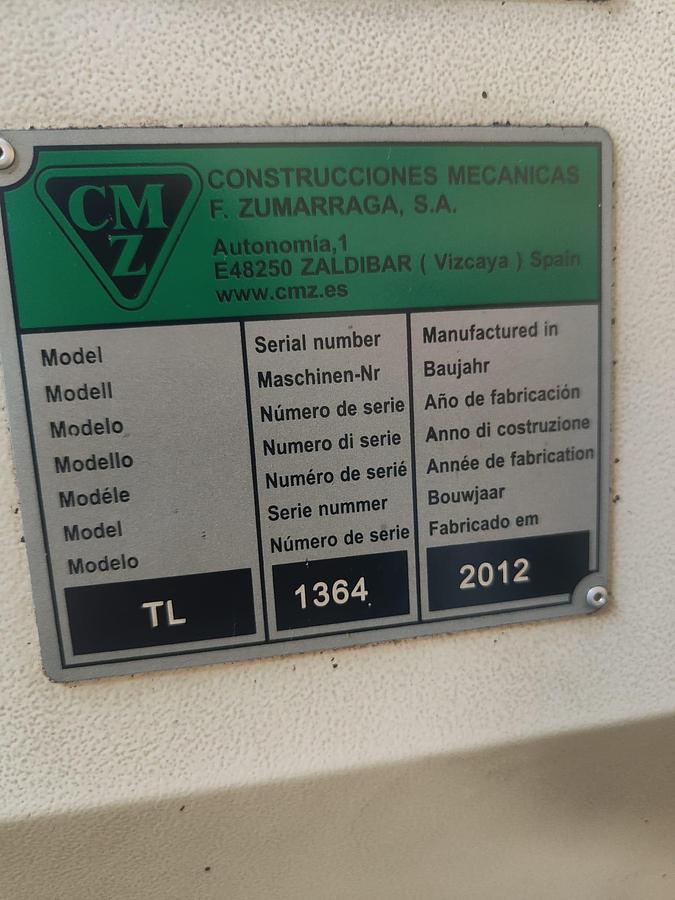 CMZ
CONSTRUCCIONES MECANICAS
F. ZUMARRAGA, S.A.
Autonomía,1
E48250 ZALDIBAR ( Vizcaya ) Spain
www.cmz.es
Model
Modell
Modelo
Modello
Modéle
Model
Modelo
TL
Serial number
Maschinen-Nr
Número de serie
Numero di serie
Numéro de serié
Serie nummer
Número de serie
1364
Manufactured in
Baujahr
Año de fabricación
Anno di costruzione
Année de fabrication
Bouwjaar
Fabricado em
2012